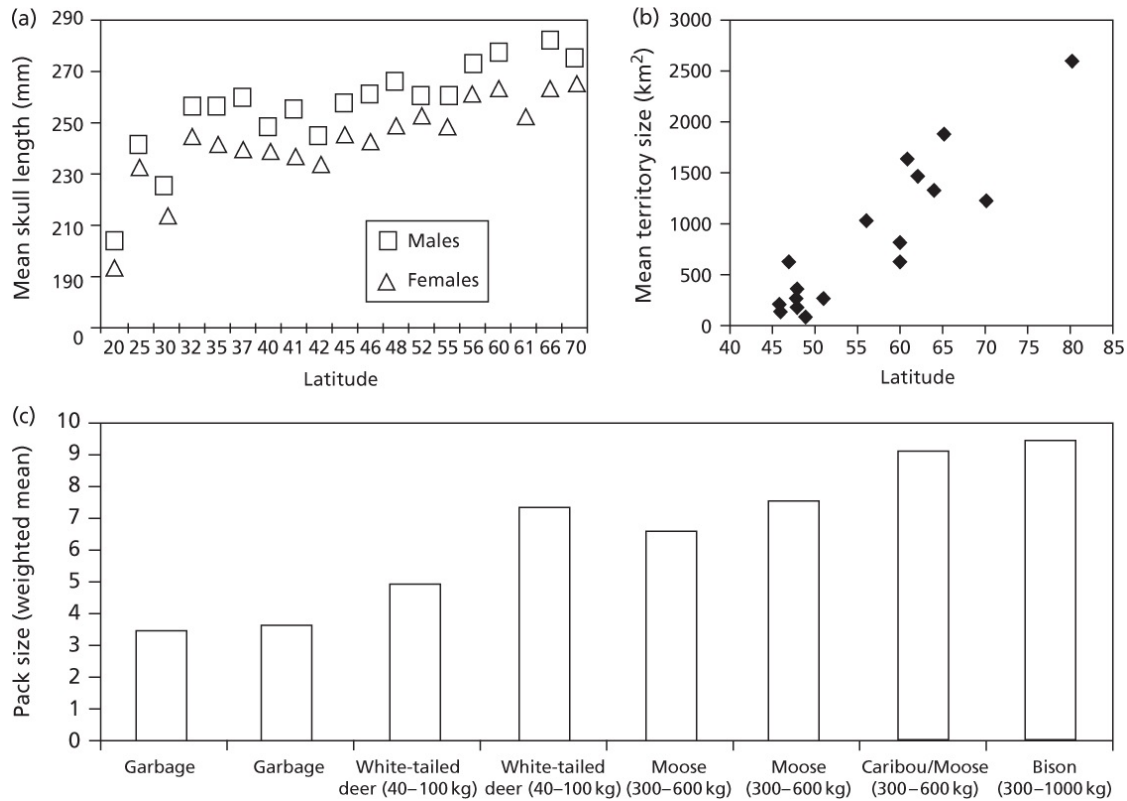 (a)
Mean skull length (mm)
290
270
250
230
210
190
0
Males
Females
20 25 30 32 35 37 40 41 42 45 46 48 52 55 56 60 61 66 70
Latitude
(b)
Mean territory size (km²)
3000
2500
2000
1500
1000
500
0
40 45 50 55 60 65 70 75 80 85
Latitude
(c)
Pack size (weighted mean)
10
9
8
7
6
5
4
3
2
1
0
Garbage
Garbage
White-tailed
deer (40–100 kg)
White-tailed
deer (40–100 kg)
Moose
(300–600 kg)
Moose
(300–600 kg)
Caribou/Moose
(300–600 kg)
Bison
(300–1000 kg)